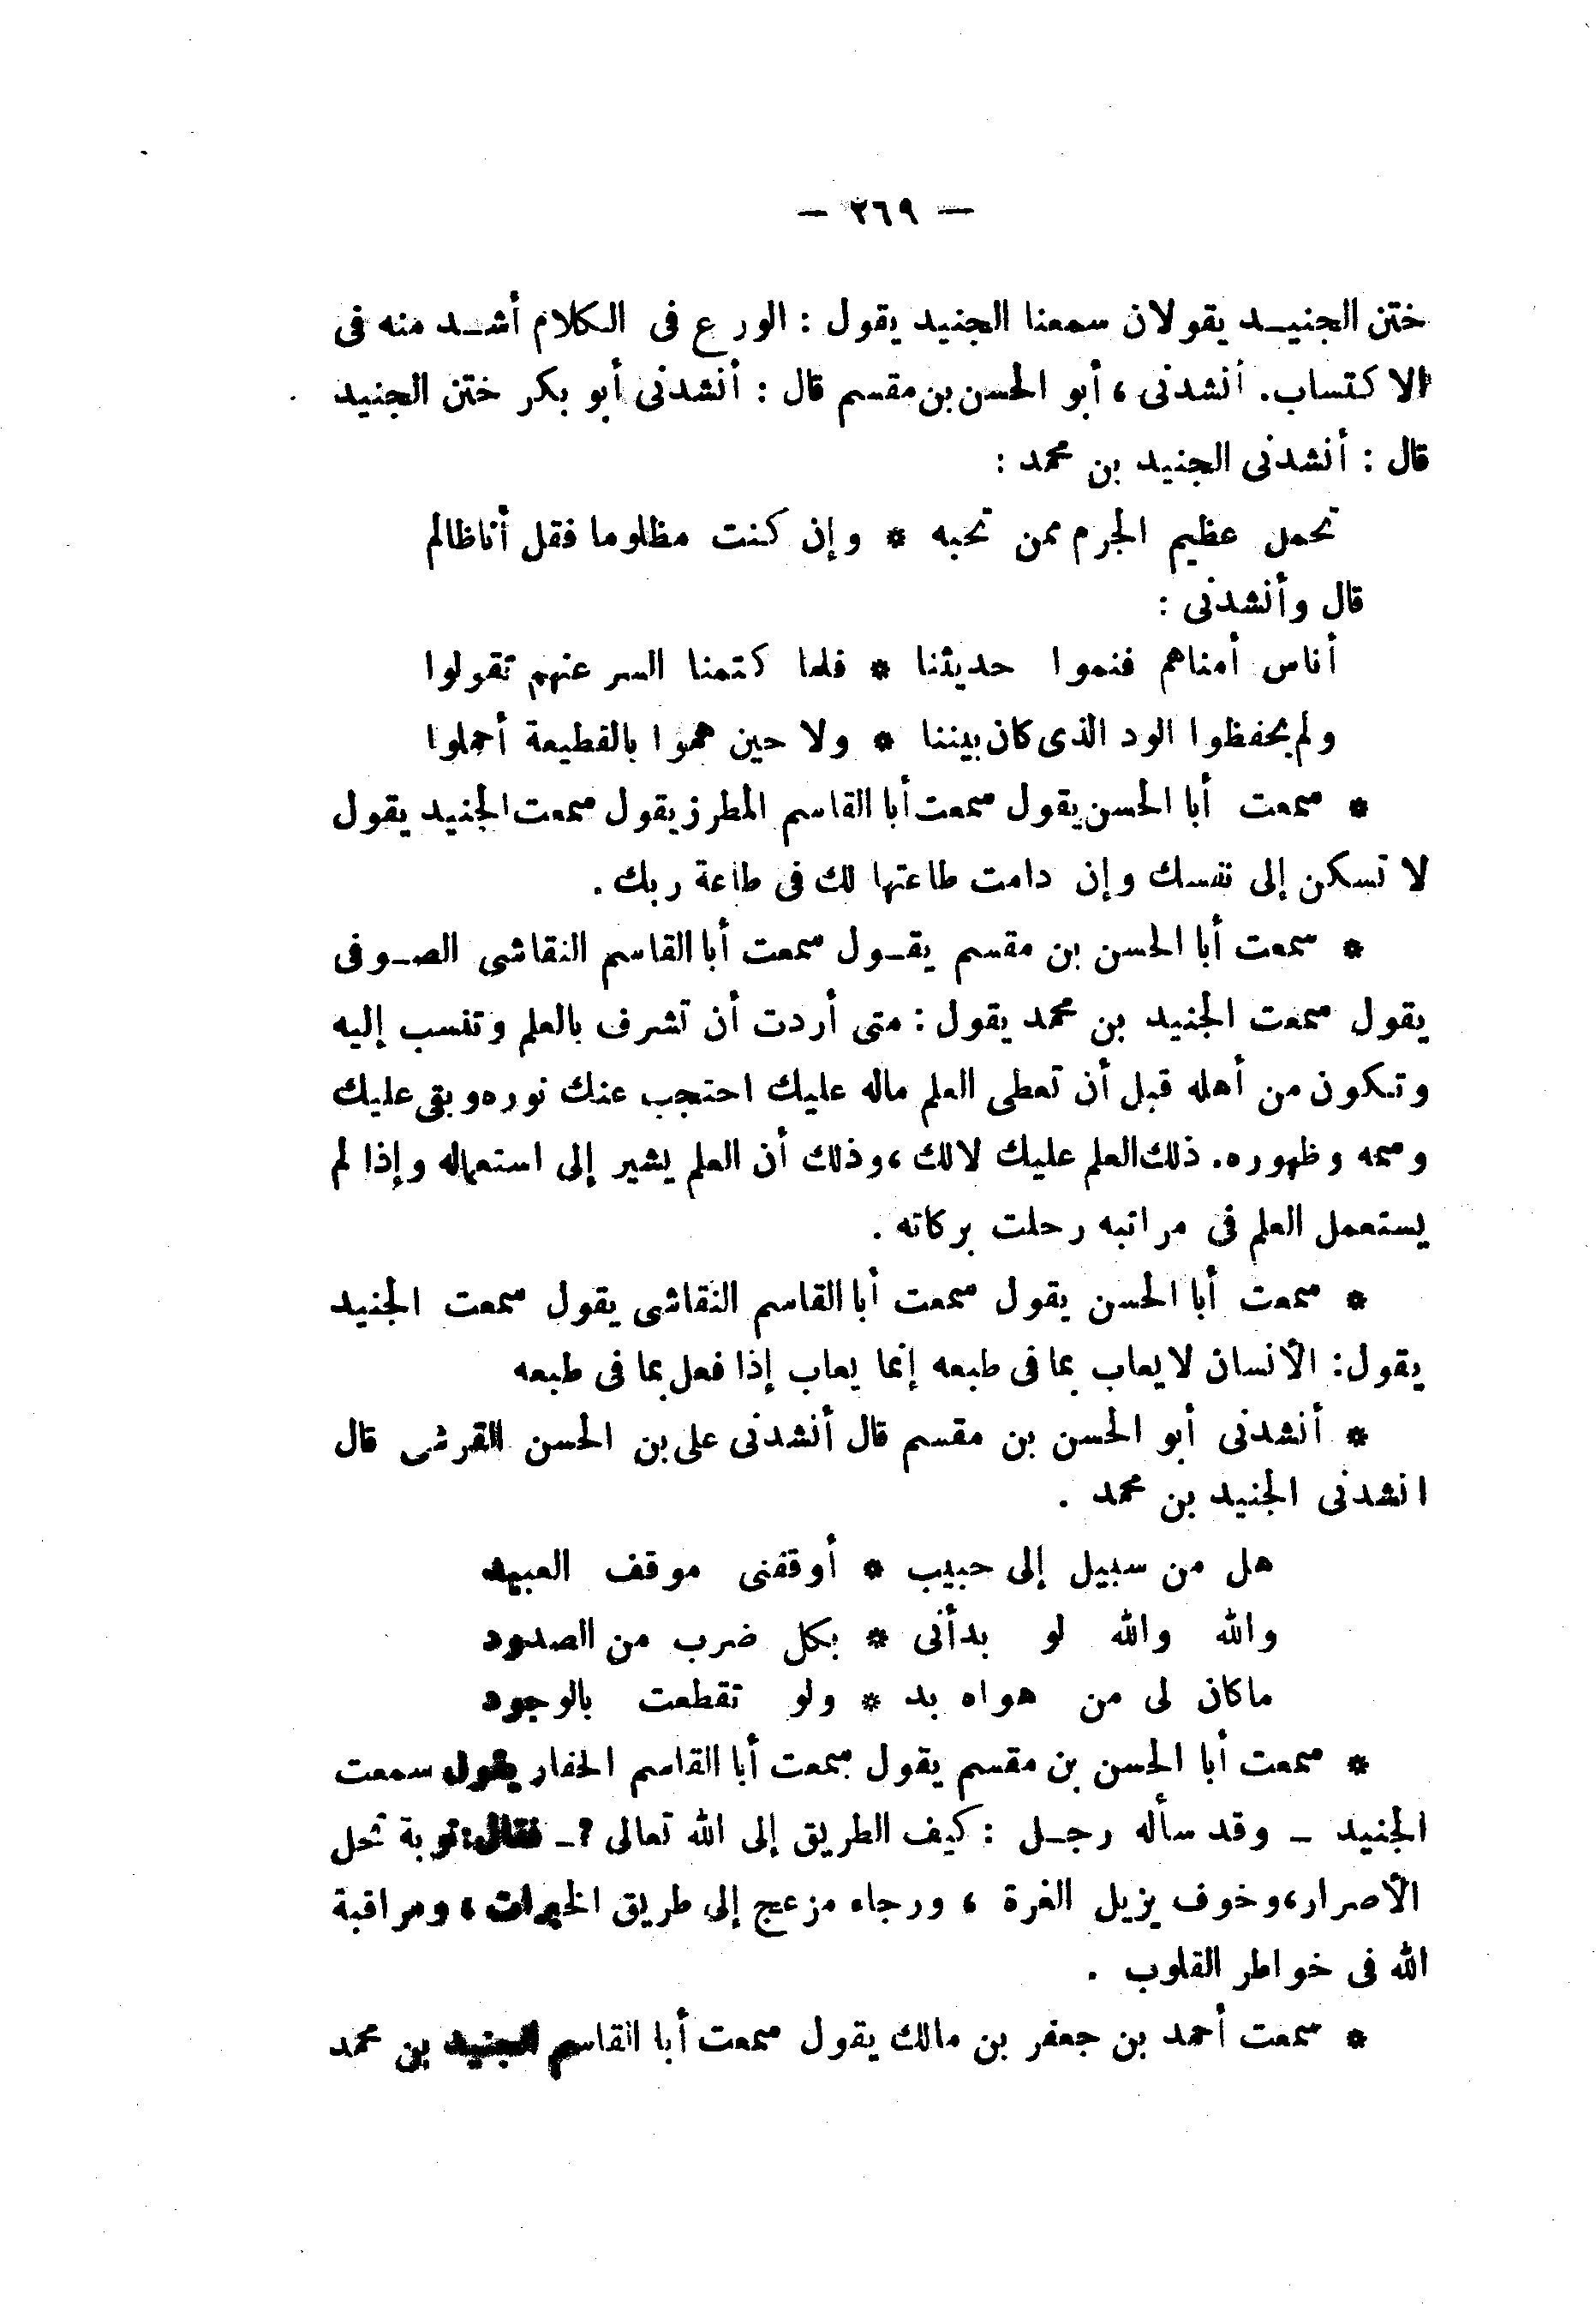 — ٢٦٩ —
ختن الجنيـد يقولان سمعنا الجنيد يقول : الورع فى الكلام أشـد منه فى
الاكتساب. أنشدنى ، أبو الحسن بن مقسم قال : أنشدنى أبو بكر ختن الجنيد
قال : أنشدنى الجنيد بن محمد :
تحمل عظيم الجرم ممن تحبه * وإن كنت مظلوما فقل أنا ظالم
قال وأنشدنى :
أناس أمناهم فنموا حديثنا * فلما كتمنا السر عنهم تقولوا
ولم يحفظوا الود الذى كان بيننا * ولا حين هموا بالقطيعة أجملوا
* سمعت أبا الحسن يقول سمعت أبا القاسم المطرز يقول سمعت الجنيد يقول
لا تسكن إلى نفسك وإن دامت طاعتها لك فى طاعة ربك .
* سمعت أبا الحسن بن مقسم يقـول سمعت أبا القاسم النقاشى الصـوفى
يقول سمعت الجنيد بن محمد يقول : متى أردت أن تشرف بالعلم وتنسب إليه
وتكون من أهله قبل أن تعطى العلم ماله عليك احتجب عنك نوره وبقى عليك
وسمه وظهوره . ذلك العلم عليك لا لك ، وذلك أن العلم يشير إلى استعماله وإذا لم
يستعمل العلم فى مراتبه رحلت بركاته .
* سمعت أبا الحسن يقول سمعت أبا القاسم النقاشى يقول سمعت الجنيد
يقول : الأنسان لا يعاب بما فى طبعه إنما يعاب إذا فعل بما فى طبعه
* أنشدنى أبو الحسن بن مقسم قال أنشدنى على بن الحسن القرشى قال
انشدنى الجنيد بن محمد .
هل من سبيل إلى حبيب * أوقفنى موقف العبيد
والله والله لو بدأنى * بكل ضرب من الصدود
ما كان لى من هواه بد * ولو تقطعت بالوجود
* سمعت أبا الحسن بن مقسم يقول سمعت أبا القاسم الحفار يقول سمعت
الجنيد – وقد سأله رجـل : كيف الطريق إلى الله تعالى ؟ – فقال : توبة تحل
الأصرار ، وخوف يزيل الغرة ، ورجاء مزعج إلى طريق الخيرات ، ومراقبة
الله فى خواطر القلوب .
* سمعت أحمد بن جعفر بن مالك يقول سمعت أبا القاسم الجنيد بن محمد